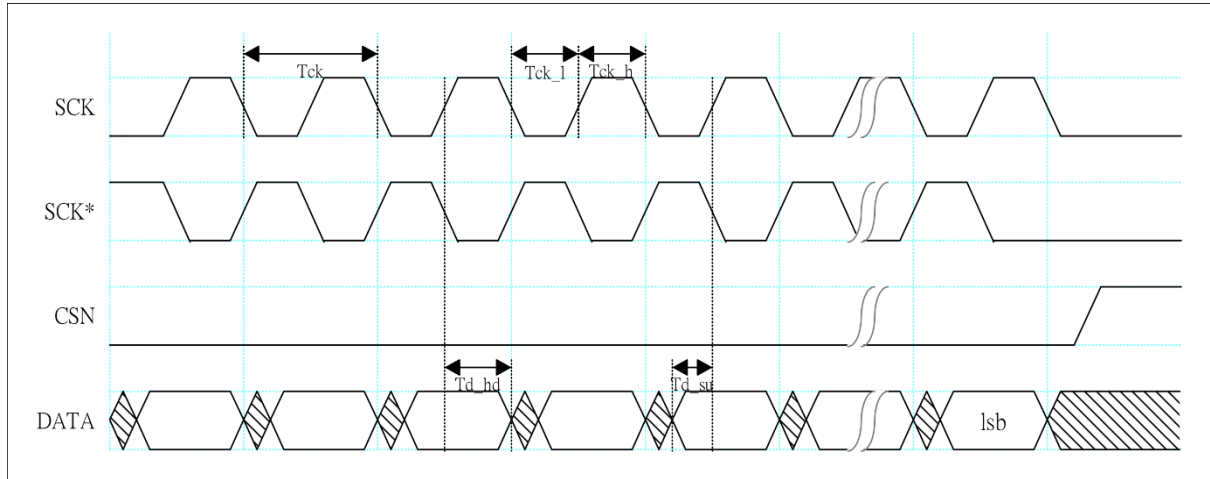 Tck
Tck_l
Tck_h
SCK
SCK*
CSN
Td_hd
Td_su
DATA
lsb